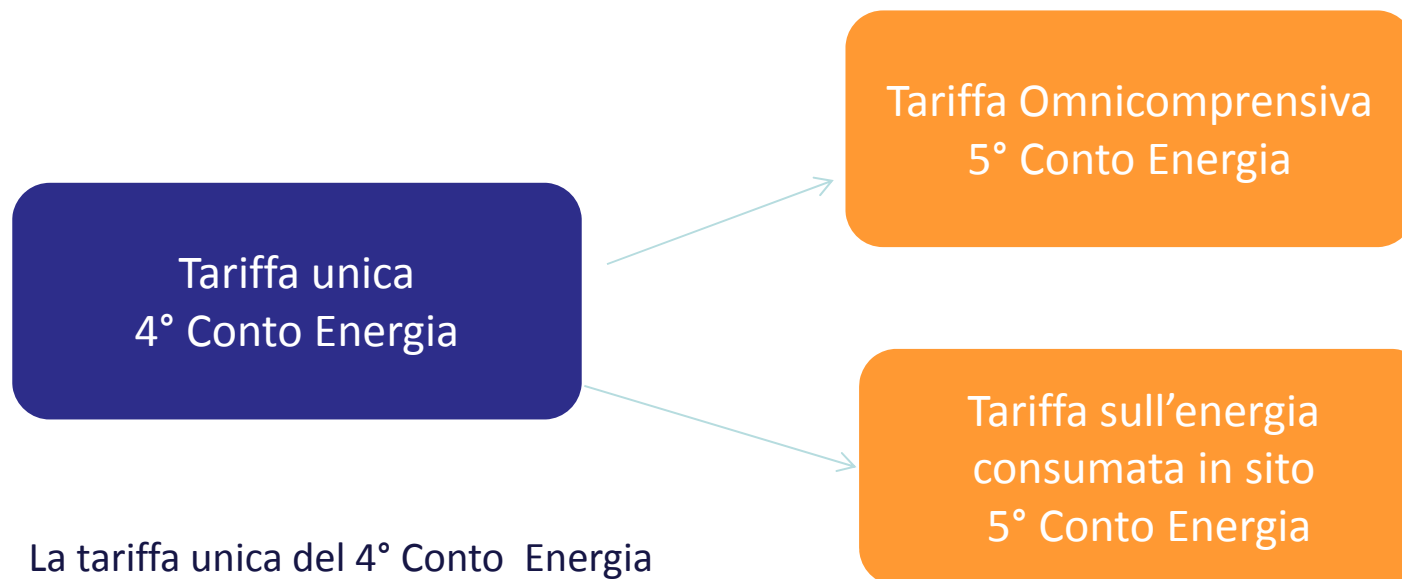 Tariffa unica
4° Conto Energia
Tariffa Omnicomprensiva
5° Conto Energia
Tariffa sull’energia
consumata in sito
5° Conto Energia
La tariffa unica del 4° Conto Energia